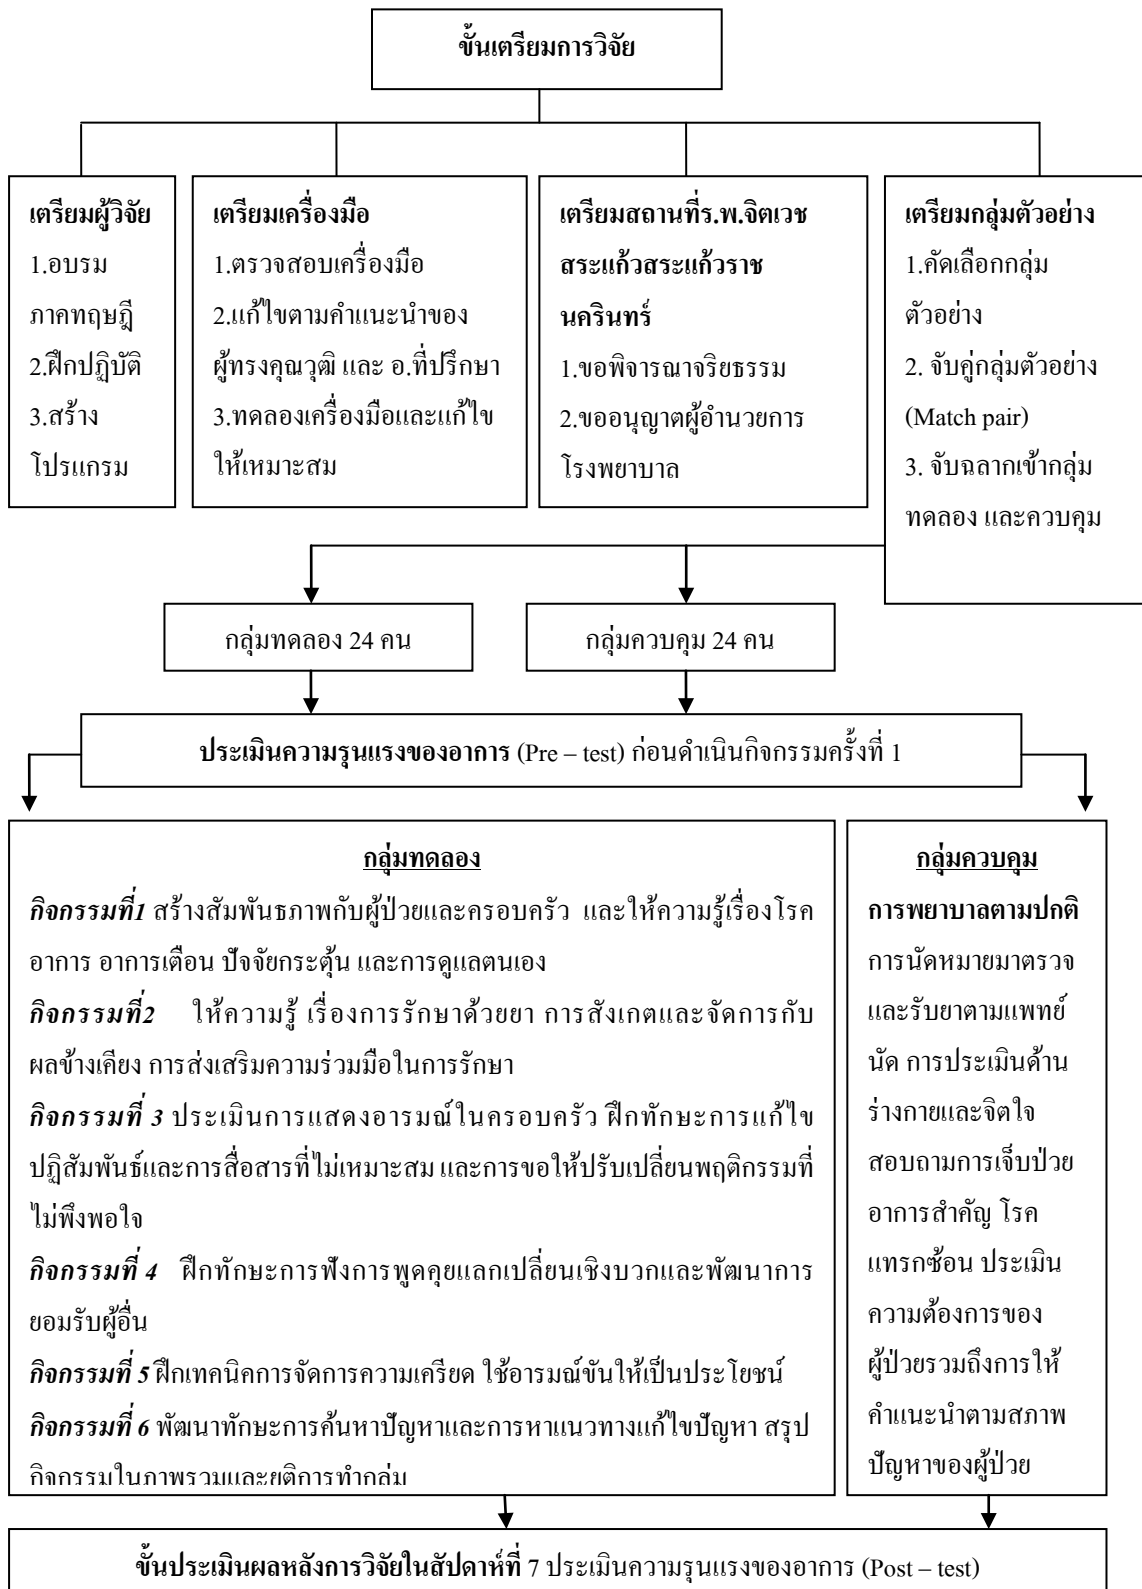 ขั้นเตรียมการวิจัย
เตรียมผู้วิจัย
1.อบรม
ภาคทฤษฎี
2.ฝึกปฏิบัติ
3.สร้าง
โปรแกรม
เตรียมเครื่องมือ
1.ตรวจสอบเครื่องมือ
2.แก้ไขตามคำแนะนำของ
ผู้ทรงคุณวุฒิ และ อ.ที่ปรึกษา
3.ทดลองเครื่องมือและแก้ไข
ให้เหมาะสม
เตรียมสถานที่ร.พ.จิตเวช
สระแก้วสระแก้วราช
นครินทร์
1.ขอพิจารณาจริยธรรม
2.ขออนุญาตผู้อำนวยการ
โรงพยาบาล
เตรียมกลุ่มตัวอย่าง
1.คัดเลือกกลุ่ม
ตัวอย่าง
2. จับคู่กลุ่มตัวอย่าง
(Match pair)
3. จับฉลากเข้ากลุ่ม
ทดลอง และควบคุม
กลุ่มทดลอง 24 คน
กลุ่มควบคุม 24 คน
ประเมินความรุนแรงของอาการ (Pre – test) ก่อนดำเนินกิจกรรมครั้งที่ 1
กลุ่มทดลอง
กิจกรรมที่1 สร้างสัมพันธภาพกับผู้ป่วยและครอบครัว และให้ความรู้เรื่องโรค
อาการ อาการเตือน ปัจจัยกระตุ้น และการดูแลตนเอง
กิจกรรมที่2 ให้ความรู้ เรื่องการรักษาด้วยยา การสังเกตและจัดการกับ
ผลข้างเคียง การส่งเสริมความร่วมมือในการรักษา
กิจกรรมที่ 3 ประเมินการแสดงอารมณ์ในครอบครัว ฝึกทักษะการแก้ไข
ปฏิสัมพันธ์และการสื่อสารที่ไม่เหมาะสม และการขอให้ปรับเปลี่ยนพฤติกรรมที่
ไม่พึงพอใจ
กิจกรรมที่ 4 ฝึกทักษะการฟังการพูดคุยแลกเปลี่ยนเชิงบวกและพัฒนาการ
ยอมรับผู้อื่น
กิจกรรมที่ 5 ฝึกเทคนิคการจัดการความเครียด ใช้อารมณ์ขันให้เป็นประโยชน์
กิจกรรมที่ 6 พัฒนาทักษะการค้นหาปัญหาและการหาแนวทางแก้ไขปัญหา สรุป
กิจกรรมในภาพรวมและยุติการทำกลุ่ม
กลุ่มควบคุม
การพยาบาลตามปกติ
การนัดหมายมาตรวจ
และรับยาตามแพทย์
นัด การประเมินด้าน
ร่างกายและจิตใจ
สอบถามการเจ็บป่วย
อาการสำคัญ โรค
แทรกซ้อน ประเมิน
ความต้องการของ
ผู้ป่วยรวมถึงการให้
คำแนะนำตามสภาพ
ปัญหาของผู้ป่วย
ขั้นประเมินผลหลังการวิจัยในสัปดาห์ที่ 7 ประเมินความรุนแรงของอาการ (Post – test)